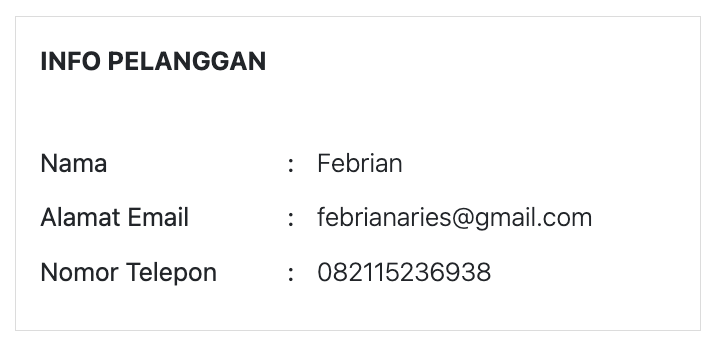 INFO PELANGGAN
Nama : Febrian
Alamat Email : febrianaries@gmail.com
Nomor Telepon : 082115236938